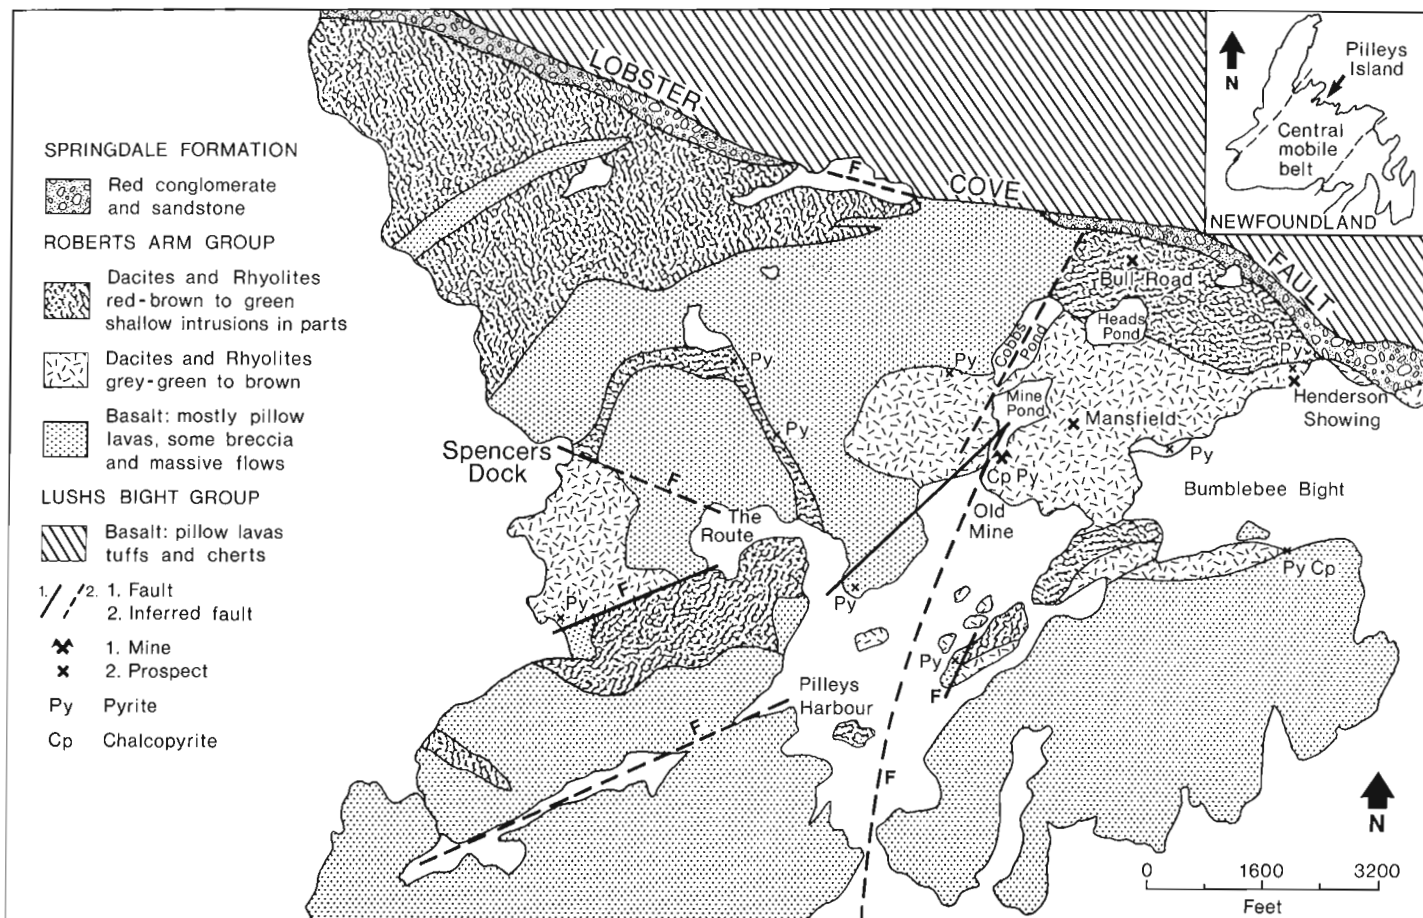 SPRINGDALE FORMATION
Red conglomerate
and sandstone
ROBERTS ARM GROUP
Dacites and Rhyolites
red-brown to green
shallow intrusions in parts
Dacites and Rhyolites
grey-green to brown
Basalt: mostly pillow
lavas, some breccia
and massive flows
LUSHS BIGHT GROUP
Basalt: pillow lavas
tuffs and cherts
1. 2. 1. Fault
2. Inferred fault
1. Mine
2. Prospect
Py Pyrite
Cp Chalcopyrite
LOBSTER
COVE
FAULT
F
N
Pilleys
Island
Central
mobile
belt
NEWFOUNDLAND
Bull Road
Heads
Pond
Cobbs
Pond
Py
Py
Py
Mine
Pond
Henderson
Showing
Mansfield
Py
Spencers
Dock
F
Py
Cp Py
Bumblebee Bight
The
Route
Old
Mine
Py Cp
F
Py
Py
Py
F
Pilleys
Harbour
F
F
N
0 1600 3200
Feet